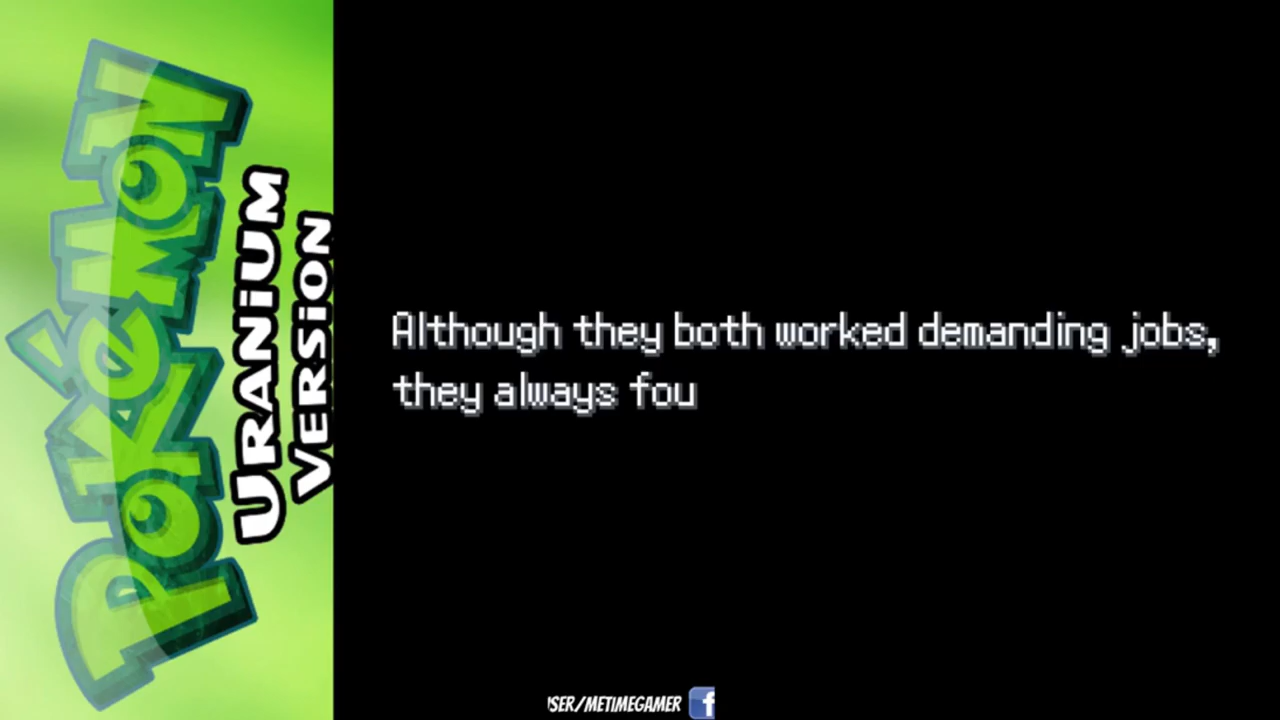 POKéMON
URANiUM
VERSiON
Although they both worked demanding jobs,
they always fou
SER/METIMEGAMER